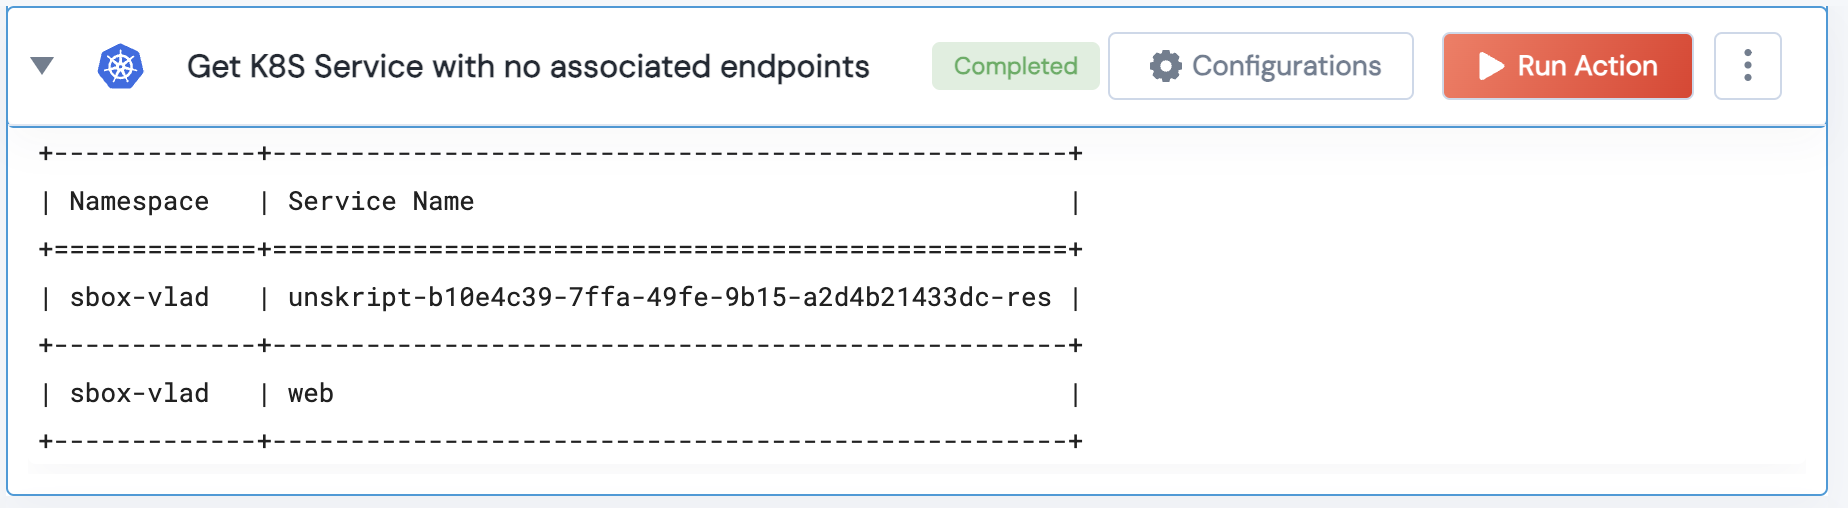 Get K8S Service with no associated endpoints Completed Configurations Run Action
+-------------+---------------------------------------------------+
| Namespace   | Service Name                                      |
+=============+===================================================+
| sbox-vlad   | unskript-b10e4c39-7ffa-49fe-9b15-a2d4b21433dc-res |
+-------------+---------------------------------------------------+
| sbox-vlad   | web                                               |
+-------------+---------------------------------------------------+